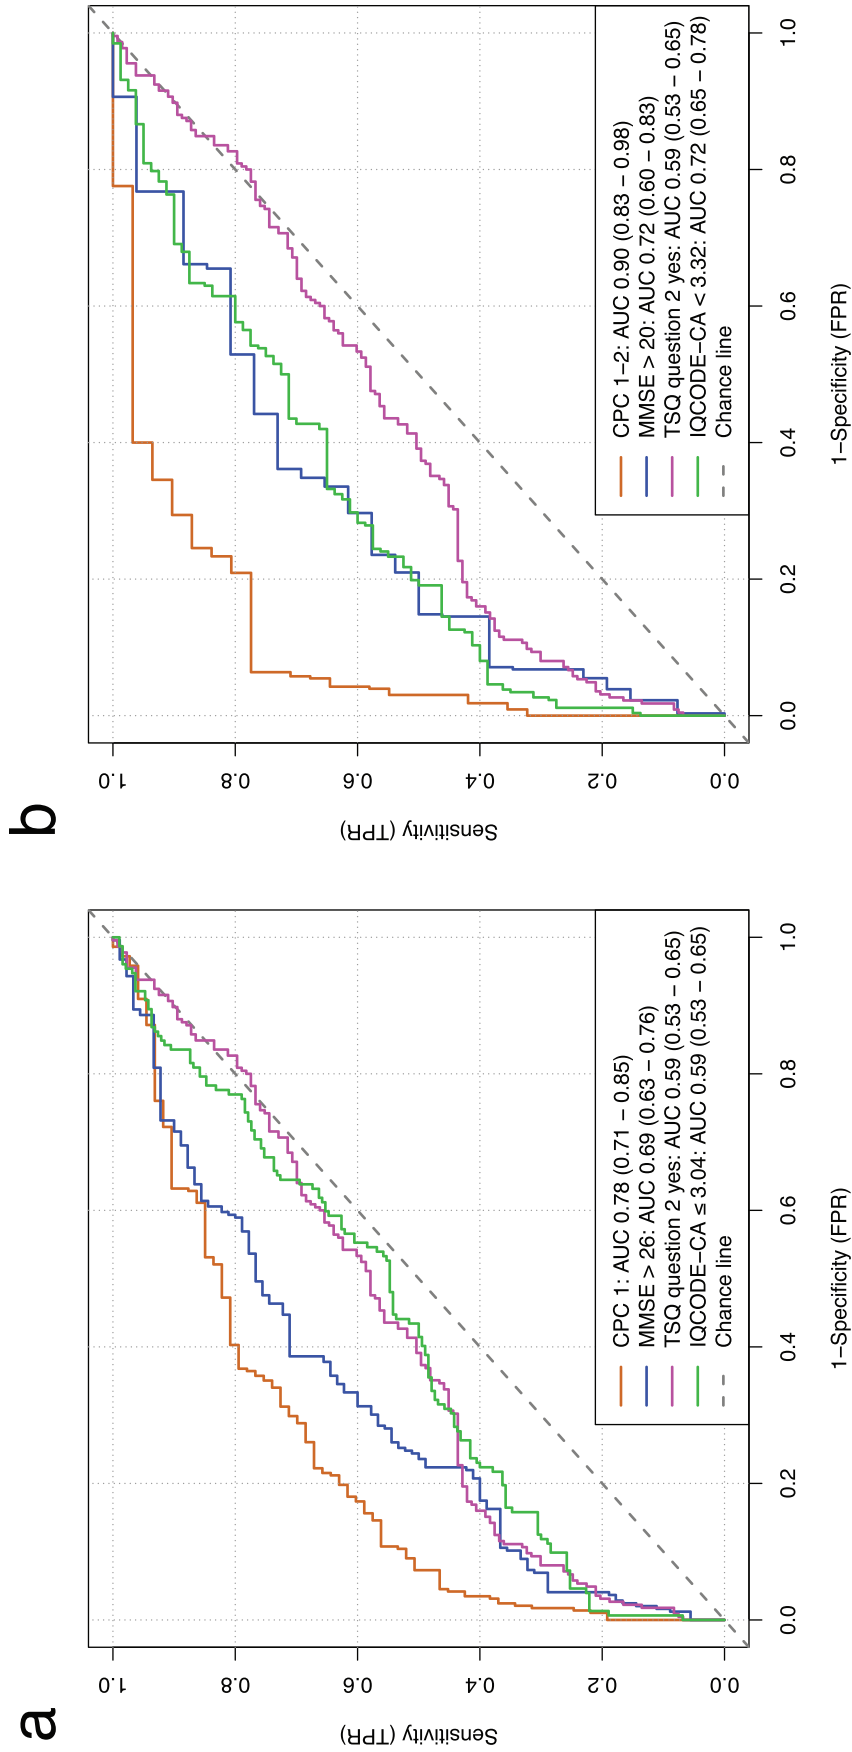 a
Sensitivity (TPR)
1.0
0.8
0.6
0.4
0.2
0.0
0.0
0.2
0.4
0.6
0.8
1.0
1−Specificity (FPR)
CPC 1: AUC 0.78 (0.71 − 0.85)
MMSE > 26: AUC 0.69 (0.63 − 0.76)
TSQ question 2 yes: AUC 0.59 (0.53 − 0.65)
IQCODE−CA ≤ 3.04: AUC 0.59 (0.53 − 0.65)
Chance line
b
Sensitivity (TPR)
1.0
0.8
0.6
0.4
0.2
0.0
0.0
0.2
0.4
0.6
0.8
1.0
1−Specificity (FPR)
CPC 1−2: AUC 0.90 (0.83 − 0.98)
MMSE > 20: AUC 0.72 (0.60 − 0.83)
TSQ question 2 yes: AUC 0.59 (0.53 − 0.65)
IQCODE−CA < 3.32: AUC 0.72 (0.65 − 0.78)
Chance line